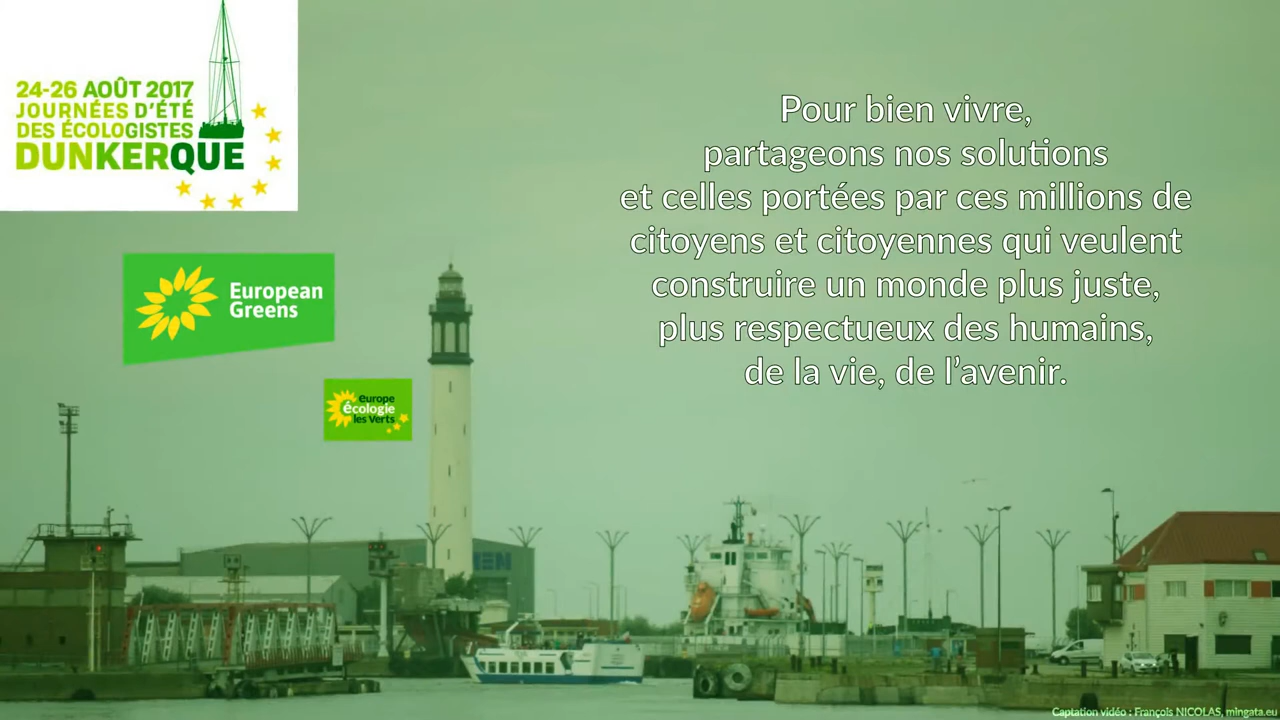 24-26 AOÛT 2017
JOURNÉES D'ÉTÉ
DES ÉCOLOGISTES
DUNKERQUE
Pour bien vivre,
partageons nos solutions
et celles portées par ces millions de
citoyens et citoyennes qui veulent
construire un monde plus juste,
plus respectueux des humains,
de la vie, de l’avenir.
European
Greens
europe
écologie
les Verts
Captation vidéo : François NICOLAS, mingata.eu